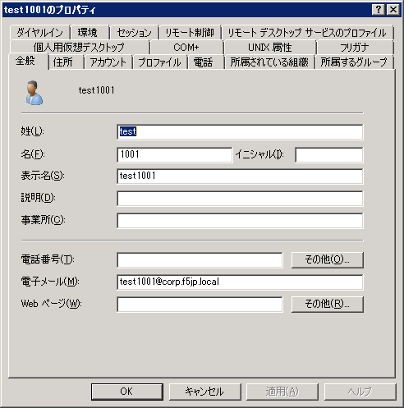 test1001のプロパティ
ダイヤルイン 環境 セッション リモート制御 リモート デスクトップ サービスのプロファイル
個人用仮想デスクトップ COM+ UNIX 属性 フリガナ
全般 住所 アカウント プロファイル 電話 所属されている組織 所属するグループ
test1001
姓(L): test
名(F): 1001 イニシャル(I):
表示名(S): test1001
説明(D):
事業所(C):
電話番号(T): その他(O)...
電子メール(M): test1001@corp.f5jp.local
Web ページ(W): その他(R)...
OK キャンセル 適用(A) ヘルプ